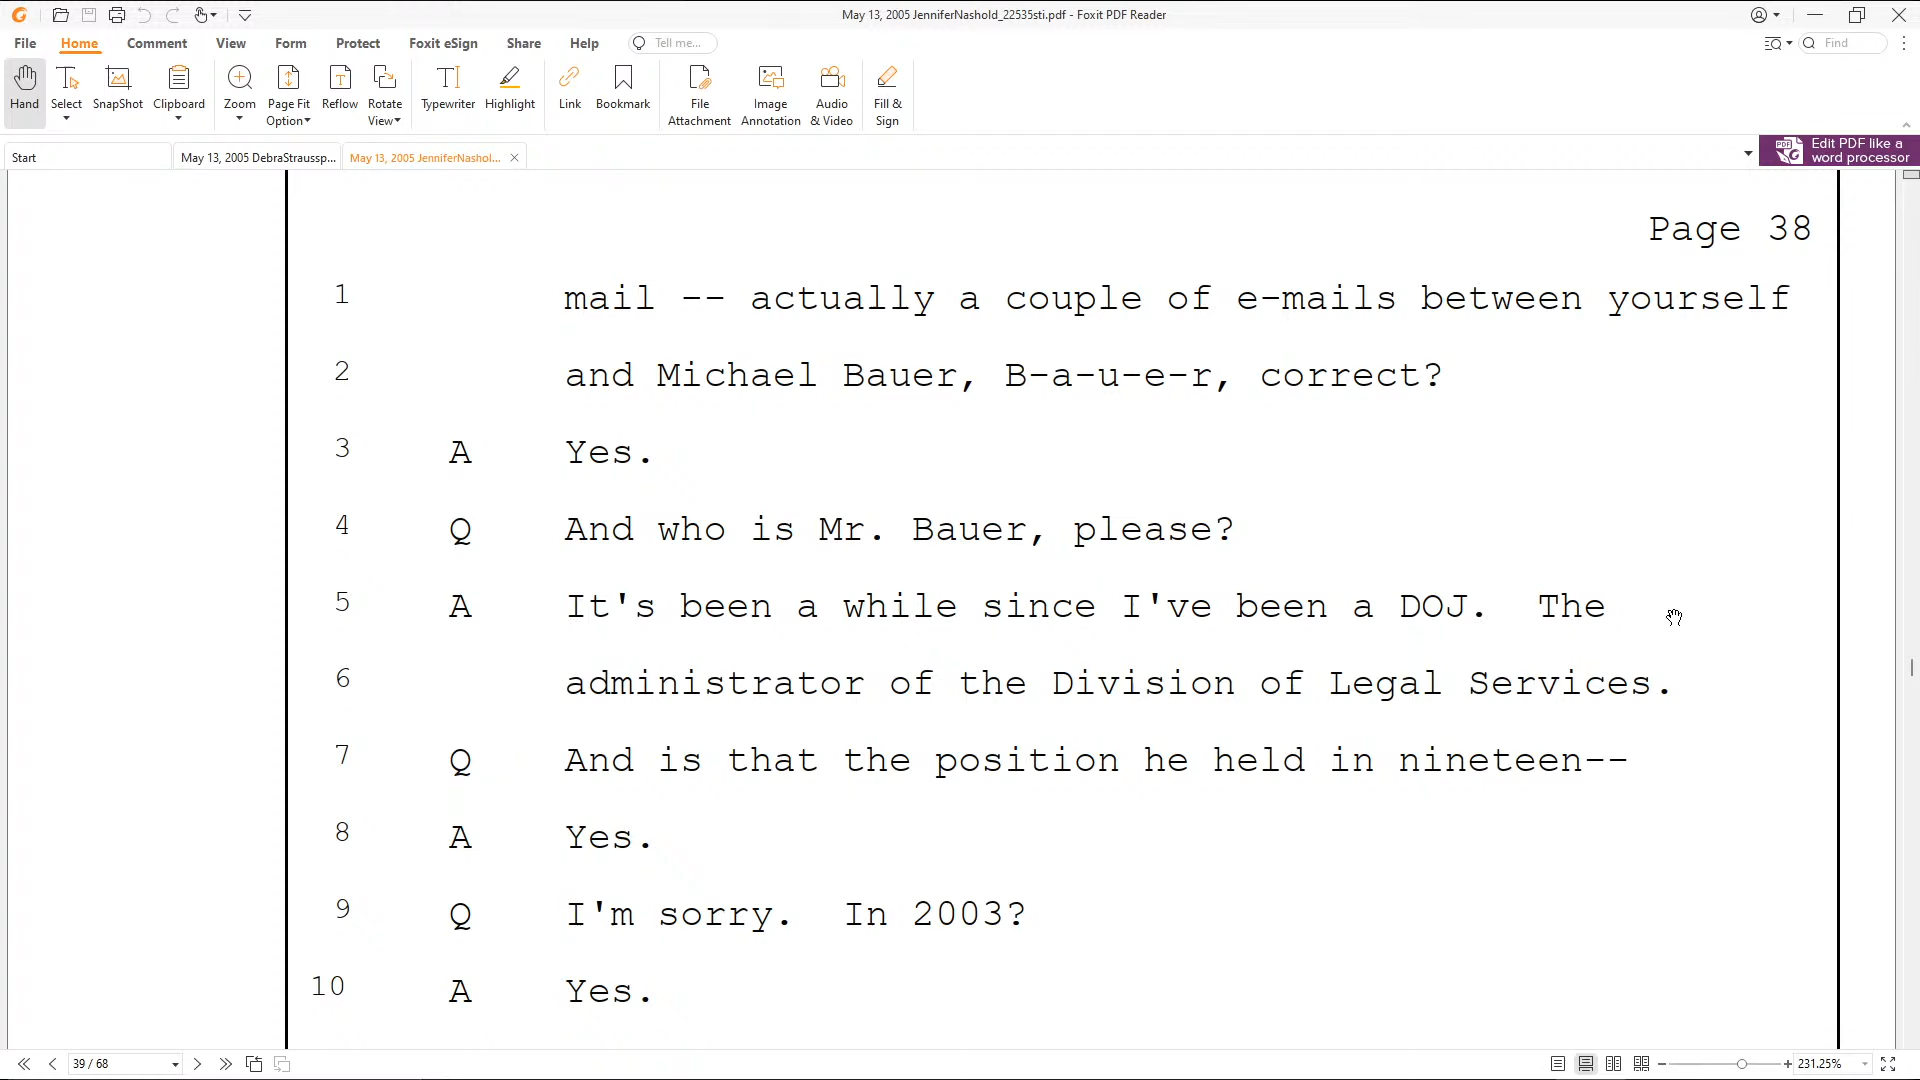 May 13, 2005 JenniferNashold_22535sti.pdf - Foxit PDF Reader
File Home Comment View Form Protect Foxit eSign Share Help Tell me... Find
Hand Select SnapShot Clipboard Zoom Page Fit Option Reflow Rotate View Typewriter Highlight Link Bookmark File Attachment Image Annotation Audio & Video Fill & Sign
Start May 13, 2005 DebraStraussp... May 13, 2005 JenniferNashol...
Edit PDF like a
word processor
Page 38
1 mail -- actually a couple of e-mails between yourself
2 and Michael Bauer, B-a-u-e-r, correct?
3 A Yes.
4 Q And who is Mr. Bauer, please?
5 A It's been a while since I've been a DOJ. The
6 administrator of the Division of Legal Services.
7 Q And is that the position he held in nineteen--
8 A Yes.
9 Q I'm sorry. In 2003?
10 A Yes.
39 / 68 231.25%